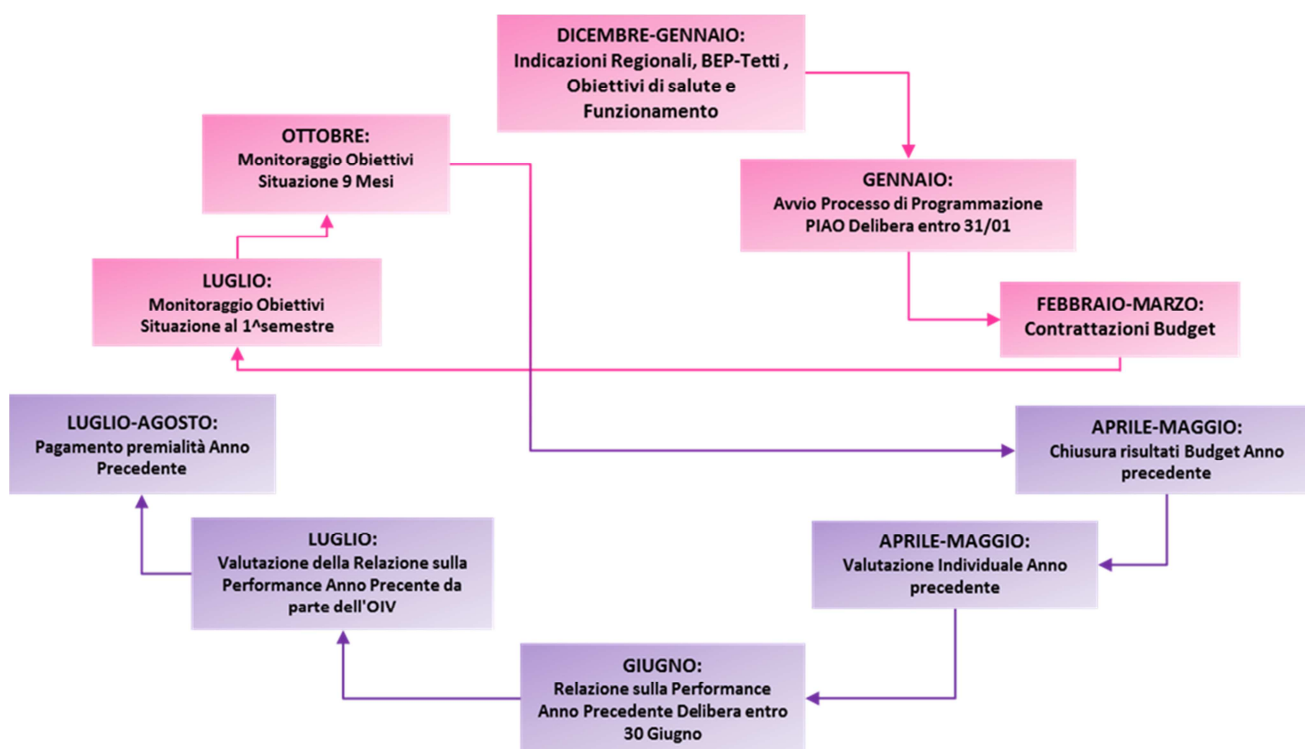 DICEMBRE-GENNAIO:
Indicazioni Regionali, BEP-Tetti ,
Obiettivi di salute e
Funzionamento
GENNAIO:
Avvio Processo di Programmazione
PIAO Delibera entro 31/01
FEBBRAIO-MARZO:
Contrattazioni Budget
LUGLIO:
Monitoraggio Obiettivi
Situazione al 1^semestre
OTTOBRE:
Monitoraggio Obiettivi
Situazione 9 Mesi
APRILE-MAGGIO:
Chiusura risultati Budget Anno
precedente
APRILE-MAGGIO:
Valutazione Individuale Anno
precedente
GIUGNO:
Relazione sulla Performance
Anno Precedente Delibera entro
30 Giugno
LUGLIO:
Valutazione della Relazione sulla
Performance Anno Precente da
parte dell'OIV
LUGLIO-AGOSTO:
Pagamento premialità Anno
Precedente